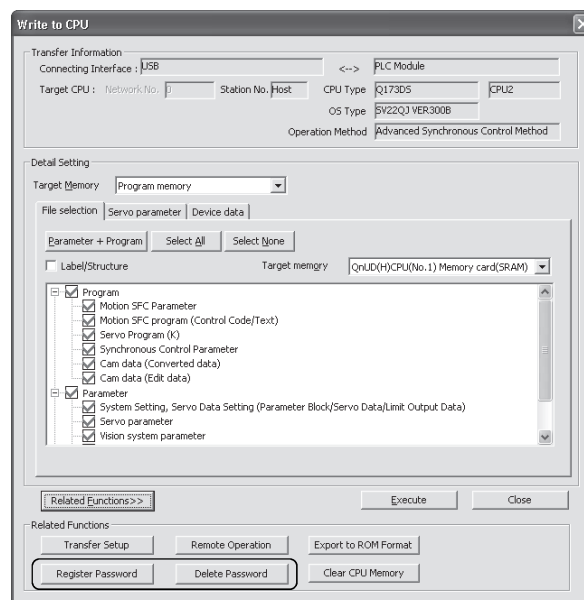 Write to CPU
Transfer Information
Connecting Interface : USB <--> PLC Module
Target CPU : Network No. 0 Station No. Host CPU Type Q173DS CPU2
OS Type SV22QJ VER300B
Operation Method Advanced Synchronous Control Method
Detail Setting
Target Memory Program memory
File selection Servo parameter Device data
Parameter + Program Select All Select None
Label/Structure Target memory QnUD(H)CPU(No.1) Memory card(SRAM)
Program
Motion SFC Parameter
Motion SFC program (Control Code/Text)
Servo Program (K)
Synchronous Control Parameter
Cam data (Converted data)
Cam data (Edit data)
Parameter
System Setting, Servo Data Setting (Parameter Block/Servo Data/Limit Output Data)
Servo parameter
Vision system parameter
Related Functions>> Execute Close
Related Functions
Transfer Setup Remote Operation Export to ROM Format
Register Password Delete Password Clear CPU Memory